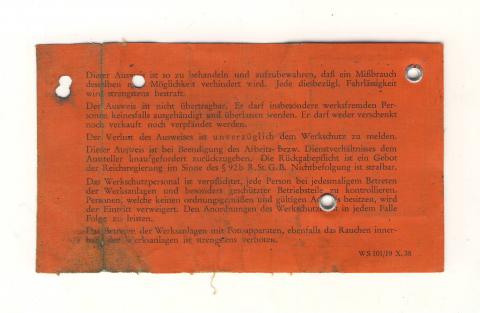 Dieser Ausweis ist so zu behandeln und aufzubewahren, daß ein Mißbrauch
desselben nach Möglichkeit verhindert wird. Jede diesbezügl. Fahrlässigkeit
wird strengstens bestraft.
Der Ausweis ist nicht übertragbar. Er darf insbesondere werksfremden Per-
sonen keinesfalls ausgehändigt und überlassen werden. Er darf weder verschenkt
noch verkauft noch verpfändet werden.
Der Verlust des Ausweises ist unverzüglich dem Werkschutz zu melden.
Dieser Ausweis ist bei Beendigung des Arbeits- bezw. Dienstverhältnisses dem
Aussteller unaufgefordert zurückzugeben. Die Rückgabepflicht ist ein Gebot
der Reichsregierung im Sinne des § 92b R. St. G. B. Nichtbefolgung ist strafbar.
Das Werkschutzpersonal ist verpflichtet, jede Person bei jedesmaligem Betreten
der Werksanlagen und besonders geschützter Betriebsteile zu kontrollieren.
Personen, welche keinen ordnungsgemäßen und gültigen Ausweis besitzen, wird
der Eintritt verweigert. Den Anordnungen des Werkschutzes ist in jedem Falle
Folge zu leisten.
Das Betreten der Werksanlagen mit Fotoapparaten, ebenfalls das Rauchen inner-
halb der Werksanlagen ist strengstens verboten.
WS 101/19 X. 38